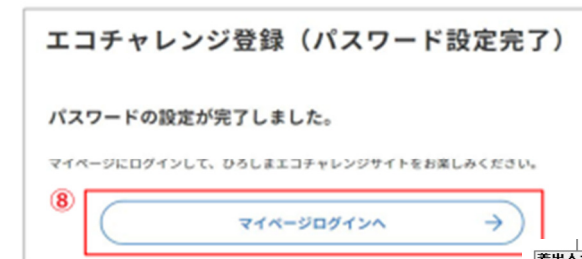 エコチャレンジ登録（パスワード設定完了）
パスワードの設定が完了しました。
マイページにログインして、ひろしまエコチャレンジサイトをお楽しみください。
⑧
マイページログインへ →